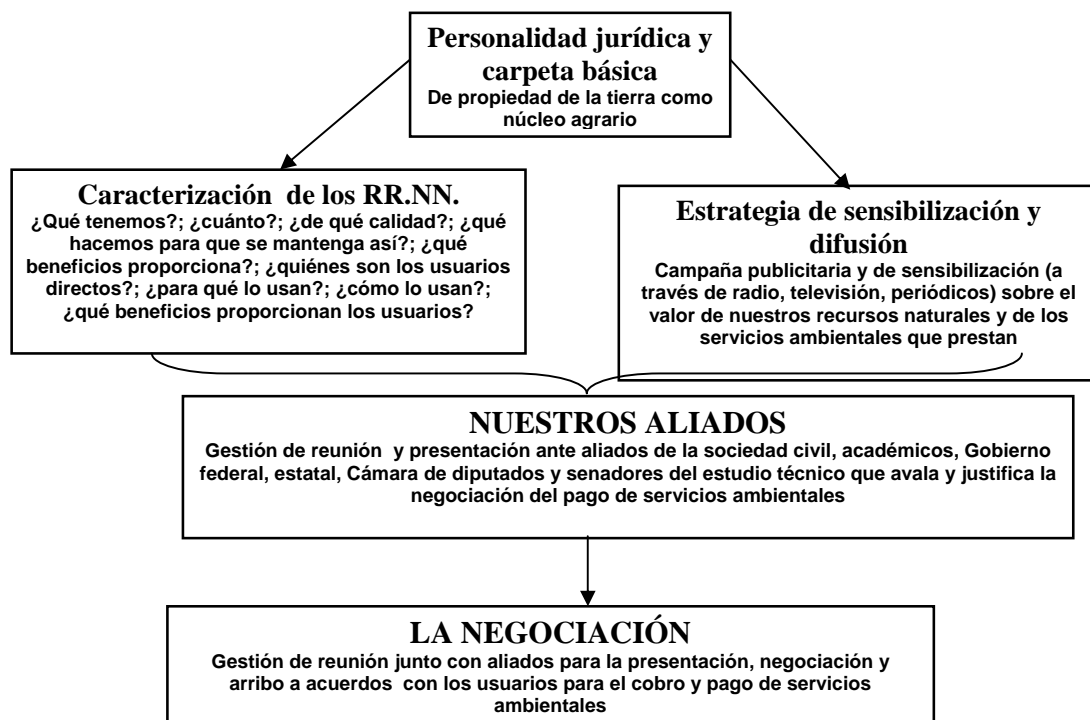 Personalidad jurídica y
carpeta básica
De propiedad de la tierra como
núcleo agrario
Caracterización de los RR.NN.
¿Qué tenemos?; ¿cuánto?; ¿de qué calidad?; ¿qué
hacemos para que se mantenga así?; ¿qué
beneficios proporciona?; ¿quiénes son los usuarios
directos?; ¿para qué lo usan?; ¿cómo lo usan?;
¿qué beneficios proporcionan los usuarios?
Estrategia de sensibilización y
difusión
Campaña publicitaria y de sensibilización (a
través de radio, televisión, periódicos) sobre el
valor de nuestros recursos naturales y de los
servicios ambientales que prestan
NUESTROS ALIADOS
Gestión de reunión y presentación ante aliados de la sociedad civil, académicos, Gobierno
federal, estatal, Cámara de diputados y senadores del estudio técnico que avala y justifica la
negociación del pago de servicios ambientales
LA NEGOCIACIÓN
Gestión de reunión junto con aliados para la presentación, negociación y
arribo a acuerdos con los usuarios para el cobro y pago de servicios
ambientales